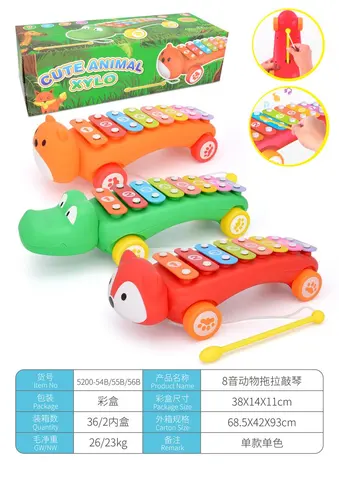 CUTE ANIMAL
XYLO
货号 5200-54B/55B/56B 产品名称 8音动物拖拉敲琴
Item No Product Name
包装 彩盒 彩盒规格 38X14X11cm
Package Package Size
装箱数 36/2内盒 外箱规格 68.5X42X93cm
Quantity Carton Size
毛净重 26/23kg 备注 单款单色
GW/NW Remark